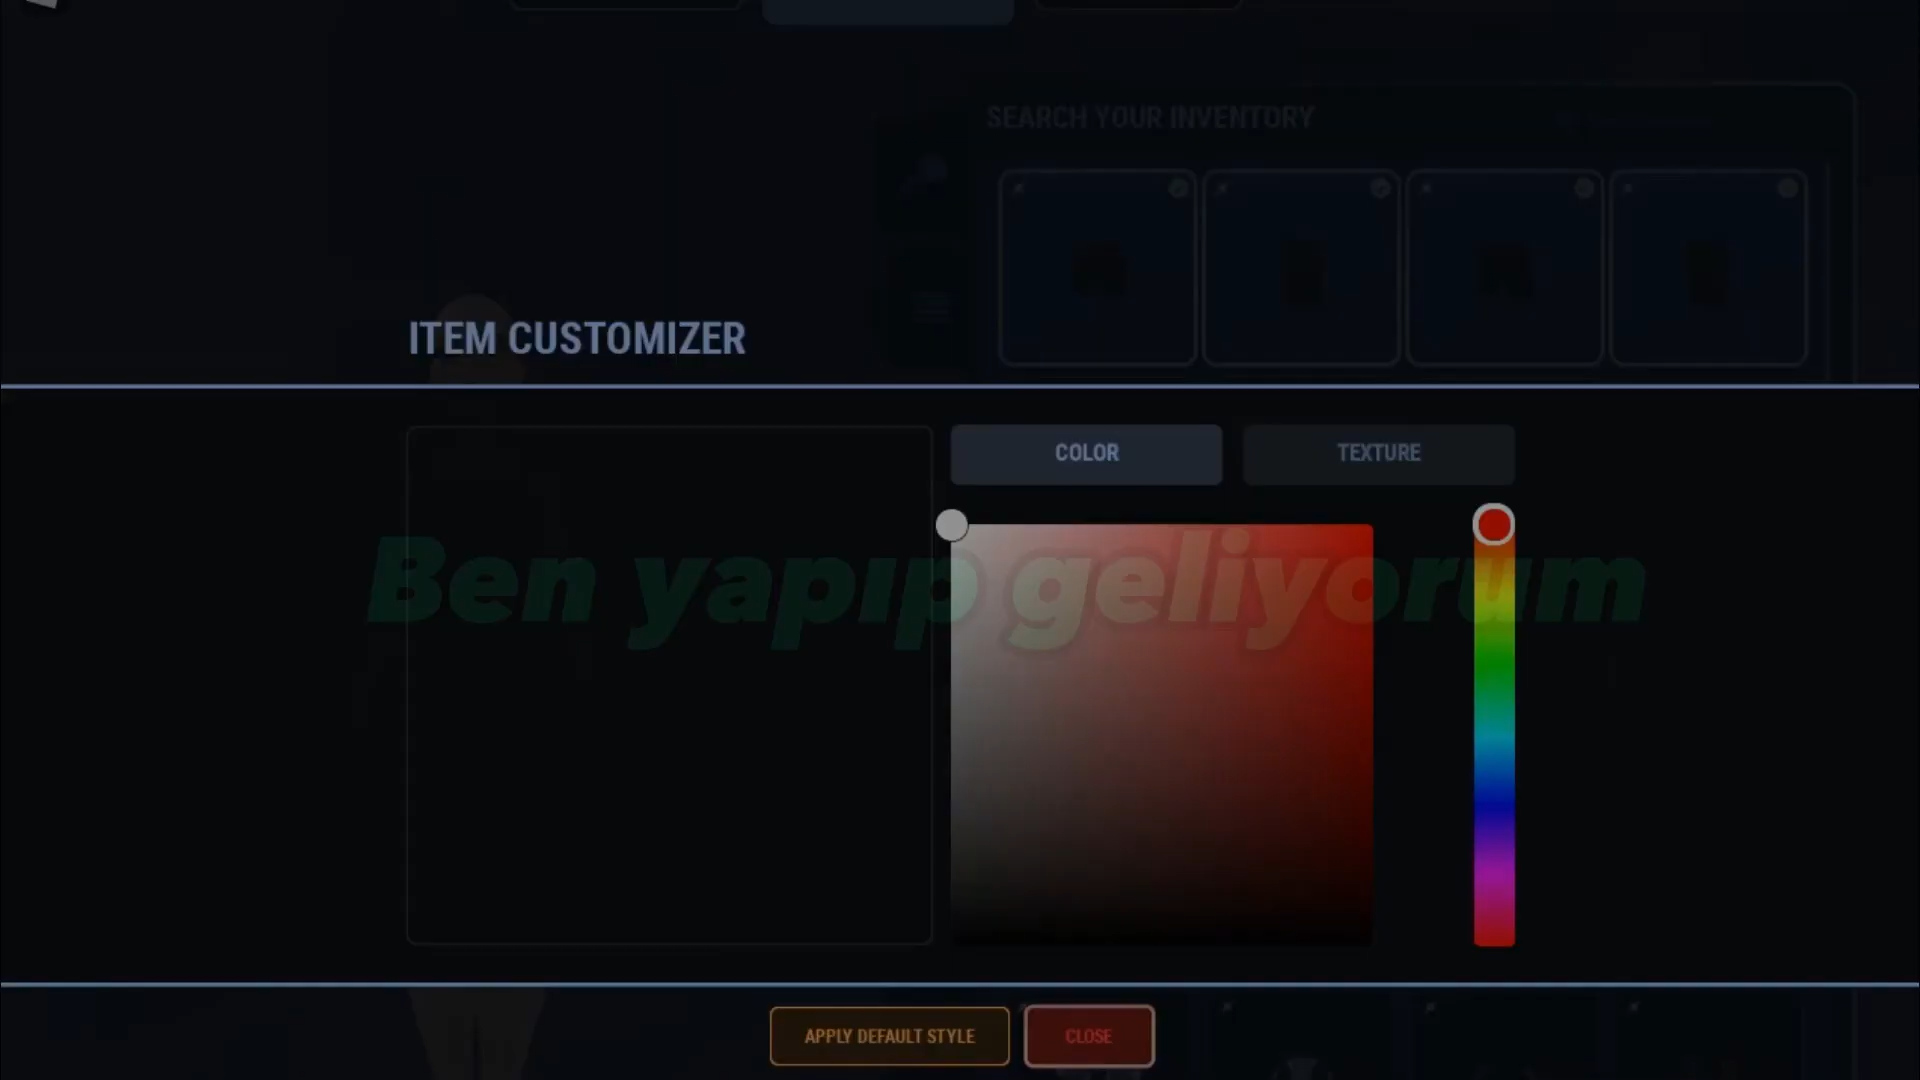 SEARCH YOUR INVENTORY
ITEM CUSTOMIZER
COLOR
TEXTURE
Ben yapıp geliyorum
APPLY DEFAULT STYLE
CLOSE